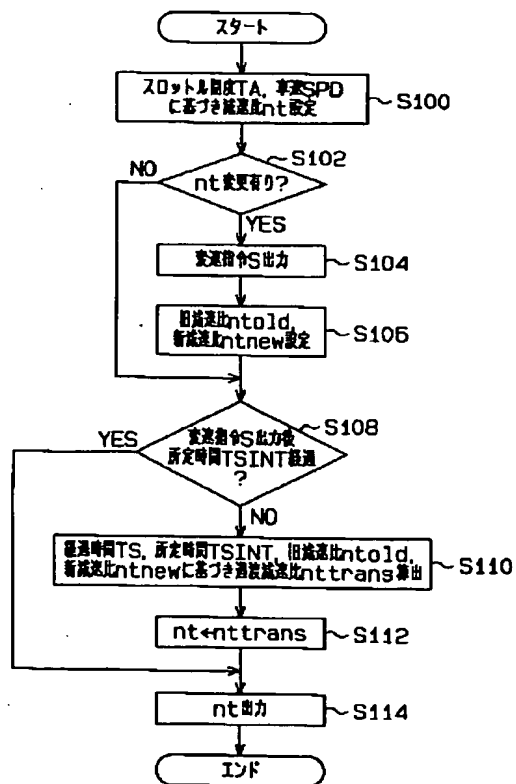 スタート
スロットル開度TA, 車速SPD
に基づき減速比nt設定
S100
S102
NO
nt変更有り?
YES
変速指令S出力
S104
旧減速比ntold,
新減速比ntnew設定
S106
S108
YES
変速指令S出力後
所定時間TSINT経過
?
NO
経過時間TS, 所定時間TSINT, 旧減速比ntold,
新減速比ntnewに基づき過渡減速比nttrans算出
S110
nt←nttrans
S112
nt出力
S114
エンド